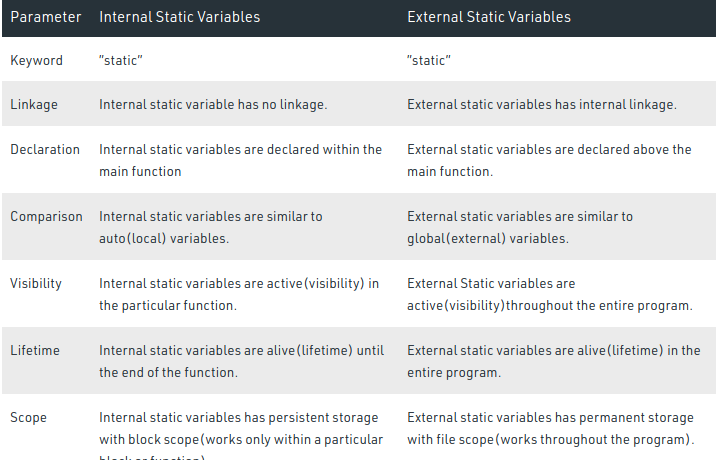 Parameter Internal Static Variables External Static Variables
Keyword "static" "static"
Linkage Internal static variable has no linkage. External static variables has internal linkage.
Declaration Internal static variables are declared within the External static variables are declared above the
main function main function.
Comparison Internal static variables are similar to External static variables are similar to
auto(local) variables. global(external) variables.
Visibility Internal static variables are active(visibility) in External Static variables are
the particular function. active(visibility)throughout the entire program.
Lifetime Internal static variables are alive(lifetime) until External static variables are alive(lifetime) in the
the end of the function. entire program.
Scope Internal static variables has persistent storage External static variables has permanent storage
with block scope(works only within a particular with file scope(works throughout the program).
block or function)